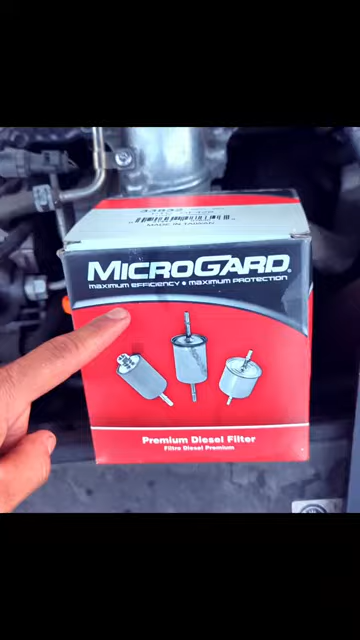 MADE IN TAIWAN
MICROGARD®
MAXIMUM EFFICIENCY • MAXIMUM PROTECTION
Premium Diesel Filter
Filtro Diesel Premium